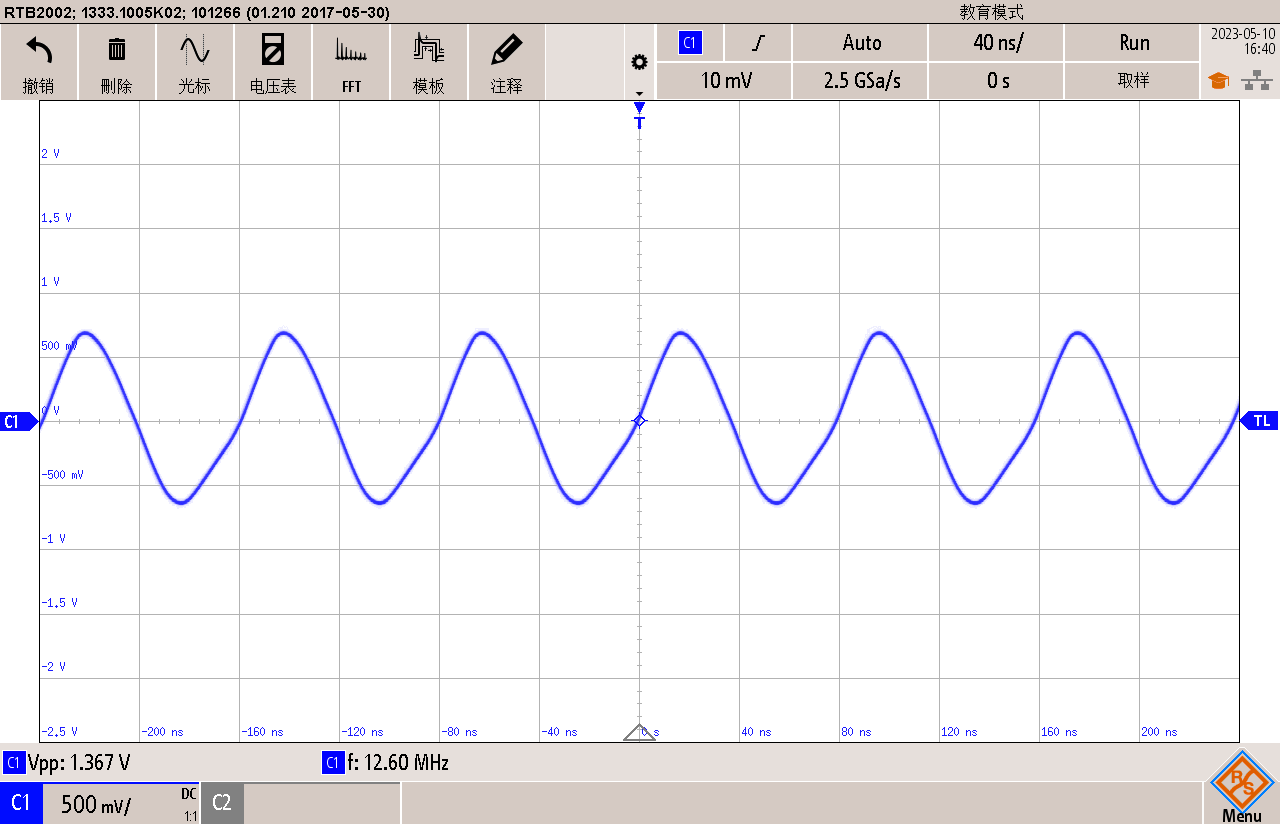 RTB2002; 1333.1005K02; 101266 (01.210 2017-05-30)
教育模式
撤销
刪除
光标
电压表
FFT
模板
注释
C1
Auto
40 ns/
Run
10 mV
2.5 GSa/s
0 s
取样
2023-05-10
16:40
T
2 V
1.5 V
1 V
500 mV
0 V
-500 mV
-1 V
-1.5 V
-2 V
-2.5 V
C1
TL
-200 ns
-160 ns
-120 ns
-80 ns
-40 ns
0 s
40 ns
80 ns
120 ns
160 ns
200 ns
C1 Vpp: 1.367 V
C1 f: 12.60 MHz
C1
500 mV/
DC
1:1
C2
R S
Menu